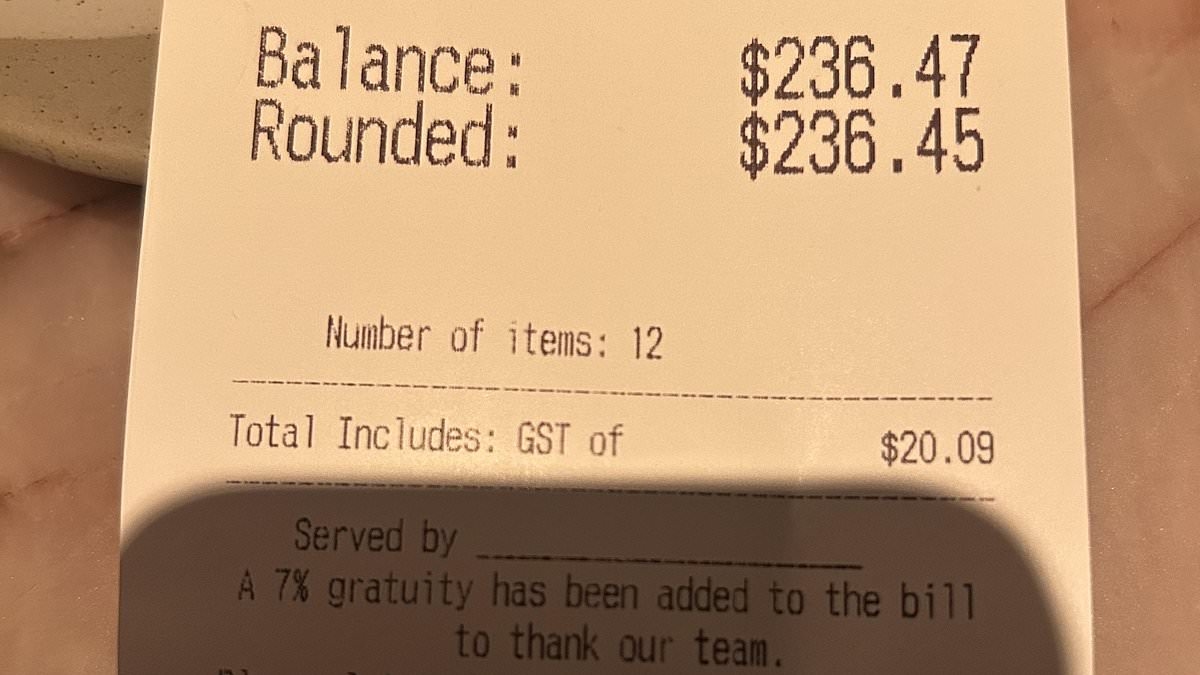 Balance: $236.47
Rounded: $236.45
Number of items: 12
Total Includes: GST of $20.09
Served by
A 7% gratuity has been added to the bill
to thank our team.